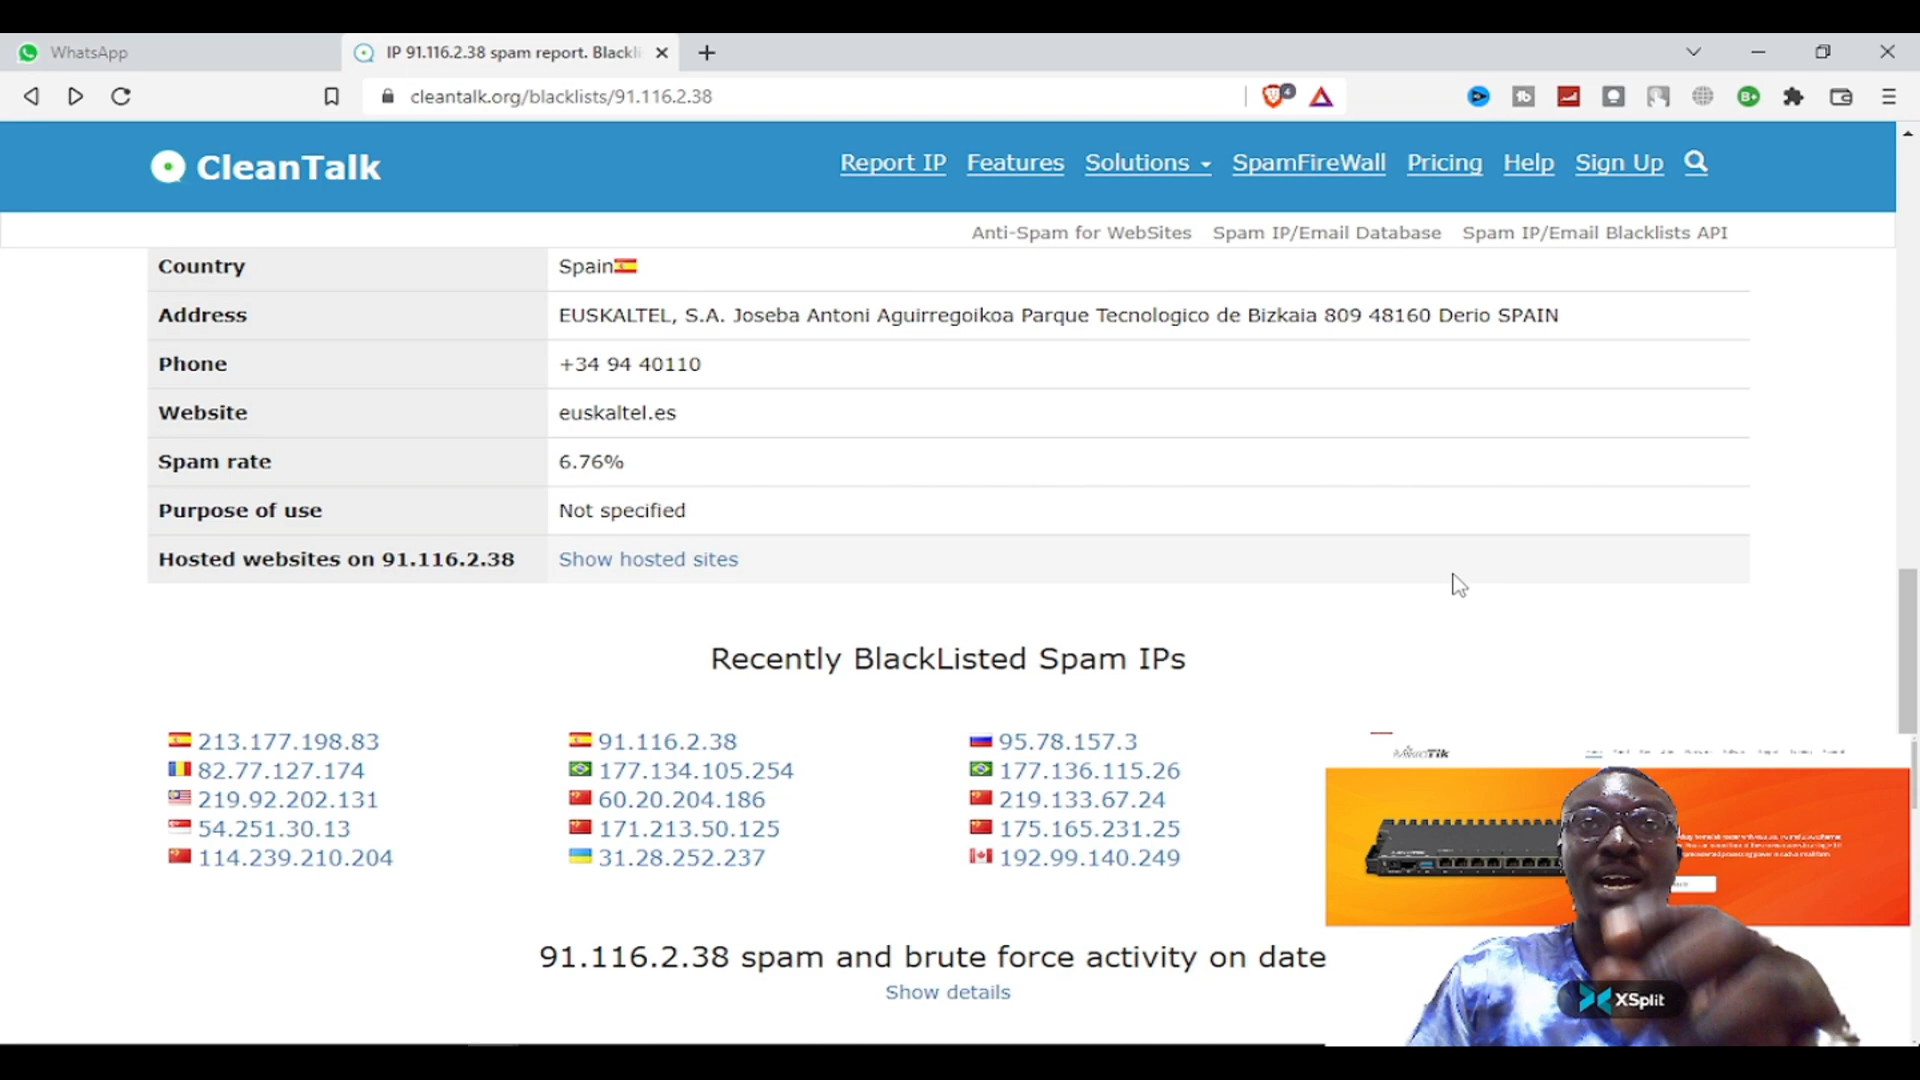 WhatsApp
IP 91.116.2.38 spam report. Blackli
cleantalk.org/blacklists/91.116.2.38
4
B+
CleanTalk
Report IP Features Solutions SpamFireWall Pricing Help Sign Up
Anti-Spam for WebSites Spam IP/Email Database Spam IP/Email Blacklists API
Country Spain
Address EUSKALTEL, S.A. Joseba Antoni Aguirregoikoa Parque Tecnologico de Bizkaia 809 48160 Derio SPAIN
Phone +34 94 40110
Website euskaltel.es
Spam rate 6.76%
Purpose of use Not specified
Hosted websites on 91.116.2.38 Show hosted sites
Recently BlackListed Spam IPs
213.177.198.83 91.116.2.38 95.78.157.3
82.77.127.174 177.134.105.254 177.136.115.26
219.92.202.131 60.20.204.186 219.133.67.24
54.251.30.13 171.213.50.125 175.165.231.25
114.239.210.204 31.28.252.237 192.99.140.249
MikroTik
91.116.2.38 spam and brute force activity on date
Show details
XSplit